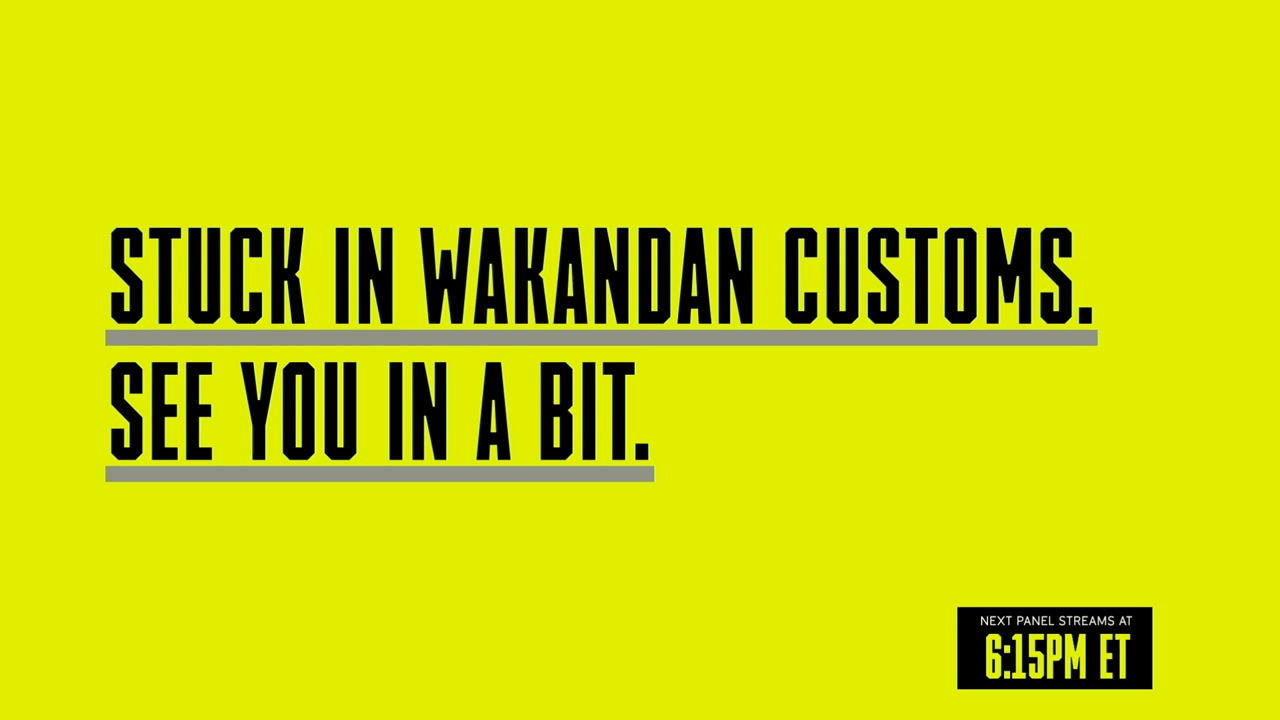 STUCK IN WAKANDAN CUSTOMS.
SEE YOU IN A BIT.
NEXT PANEL STREAMS AT
6:15PM ET